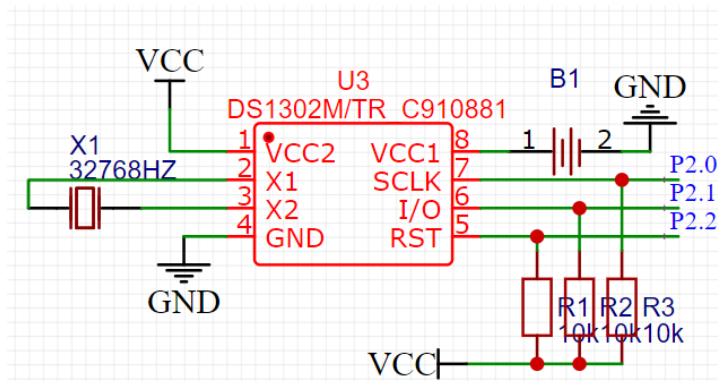 VCC
U3
B1
GND
DS1302M/TR C910881
X1
32768HZ
1 VCC2 VCC1 8 1 2
2 X1 SCLK 7 P2.0
3 X2 I/O 6 P2.1
4 GND RST 5 P2.2
GND
R1 R2 R3
10k 10k 10k
VCC